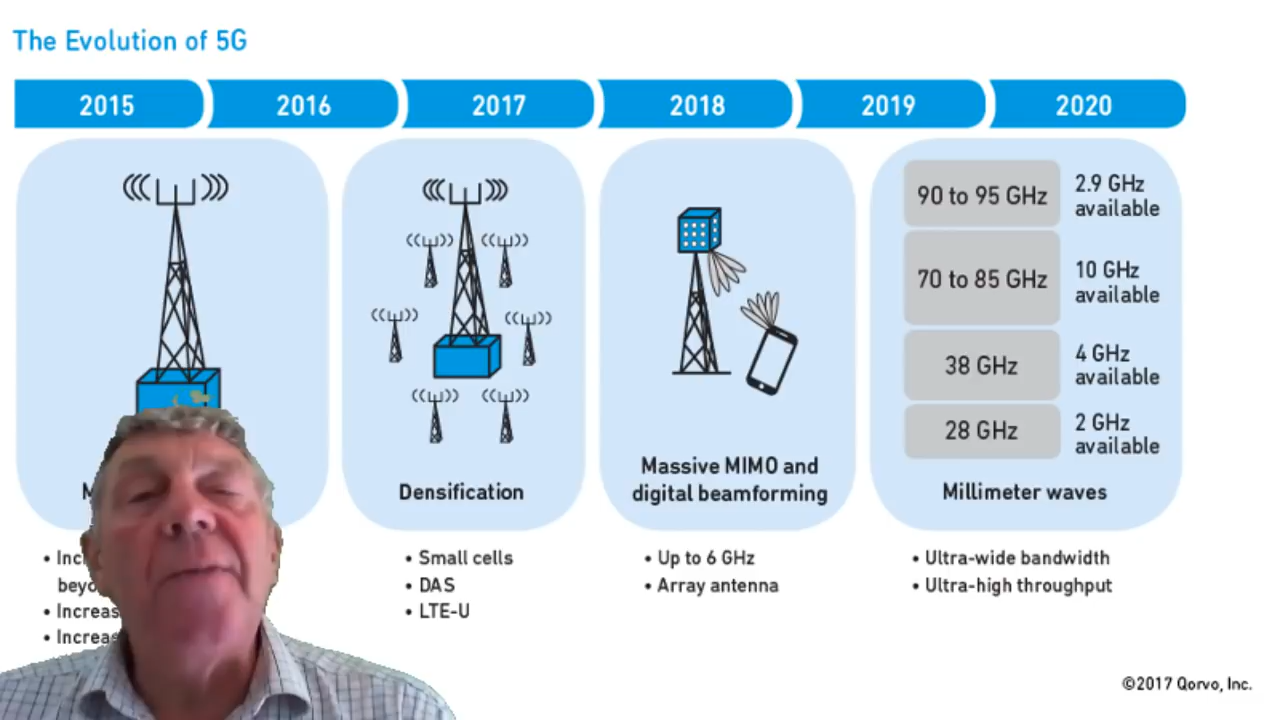 The Evolution of 5G
2015
2016
2017
2018
2019
2020
90 to 95 GHz
2.9 GHz
available
70 to 85 GHz
10 GHz
available
38 GHz
4 GHz
available
28 GHz
2 GHz
available
Densification
Massive MIMO and
digital beamforming
Millimeter waves
• Small cells
• DAS
• LTE-U
• Up to 6 GHz
• Array antenna
• Ultra-wide bandwidth
• Ultra-high throughput
©2017 Qorvo, Inc.